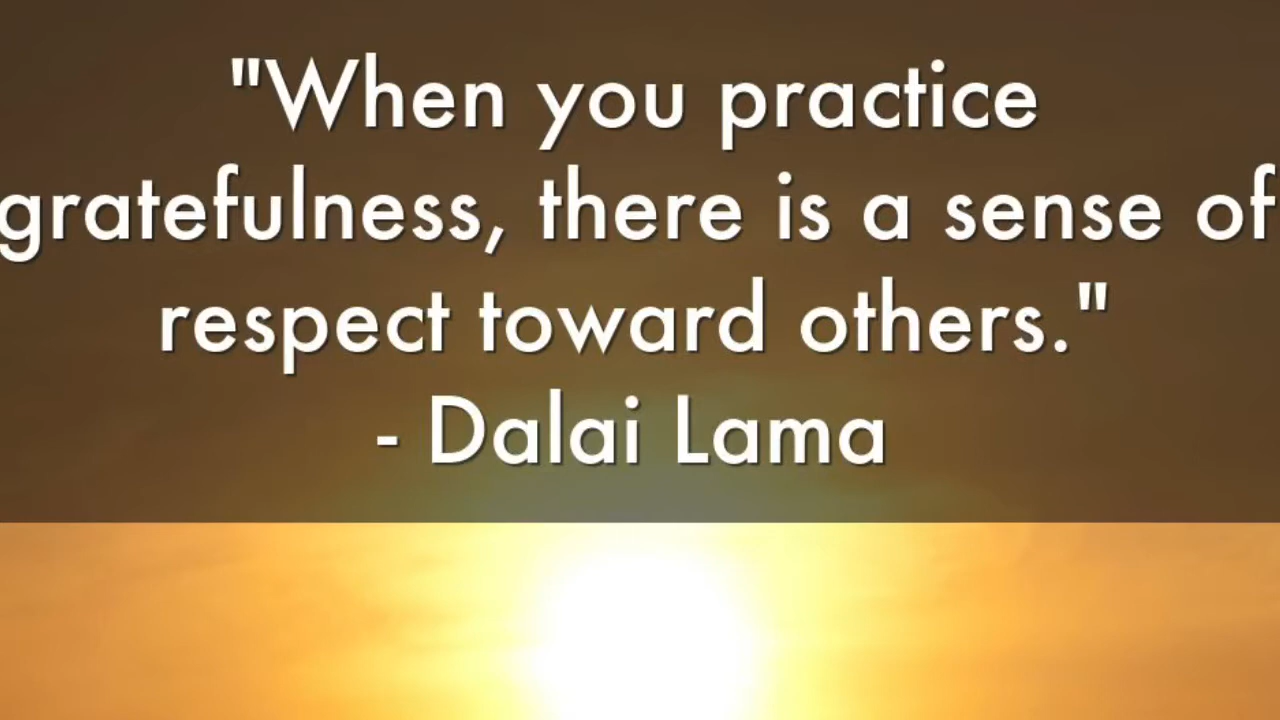 "When you practice
gratefulness, there is a sense of
respect toward others."
- Dalai Lama